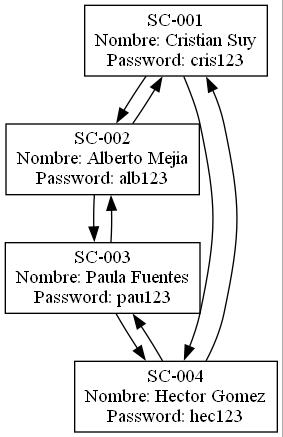 SC-001
Nombre: Cristian Suy
Password: cris123
SC-002
Nombre: Alberto Mejia
Password: alb123
SC-003
Nombre: Paula Fuentes
Password: pau123
SC-004
Nombre: Hector Gomez
Password: hec123